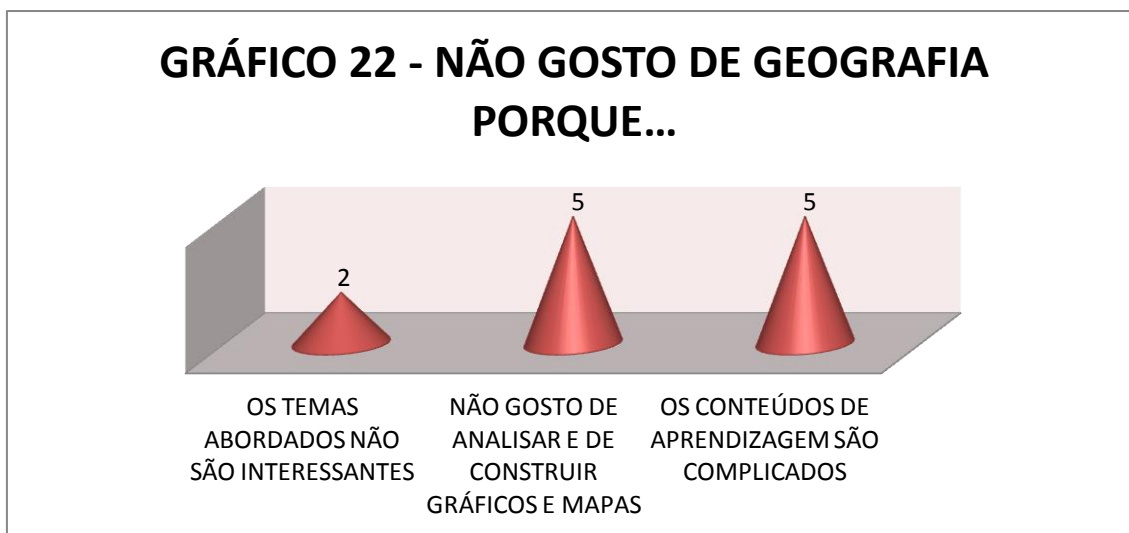 GRÁFICO 22 - NÃO GOSTO DE GEOGRAFIA
PORQUE...
2
5
5
OS TEMAS
ABORDADOS NÃO
SÃO INTERESSANTES
NÃO GOSTO DE
ANALISAR E DE
CONSTRUIR
GRÁFICOS E MAPAS
OS CONTEÚDOS DE
APRENDIZAGEM SÃO
COMPLICADOS